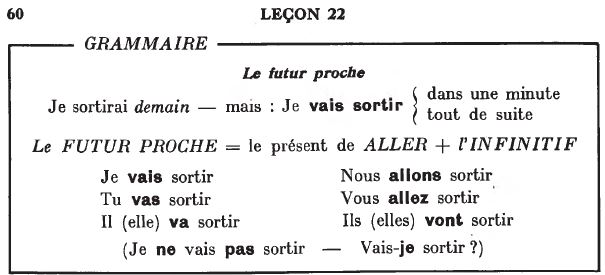 60 LEÇON 22
GRAMMAIRE
Le futur proche
Je sortirai demain — mais : Je vais sortir { dans une minute
tout de suite
Le FUTUR PROCHE = le présent de ALLER + l'INFINITIF
Je vais sortir Nous allons sortir
Tu vas sortir Vous allez sortir
Il (elle) va sortir Ils (elles) vont sortir
(Je ne vais pas sortir — Vais-je sortir ?)